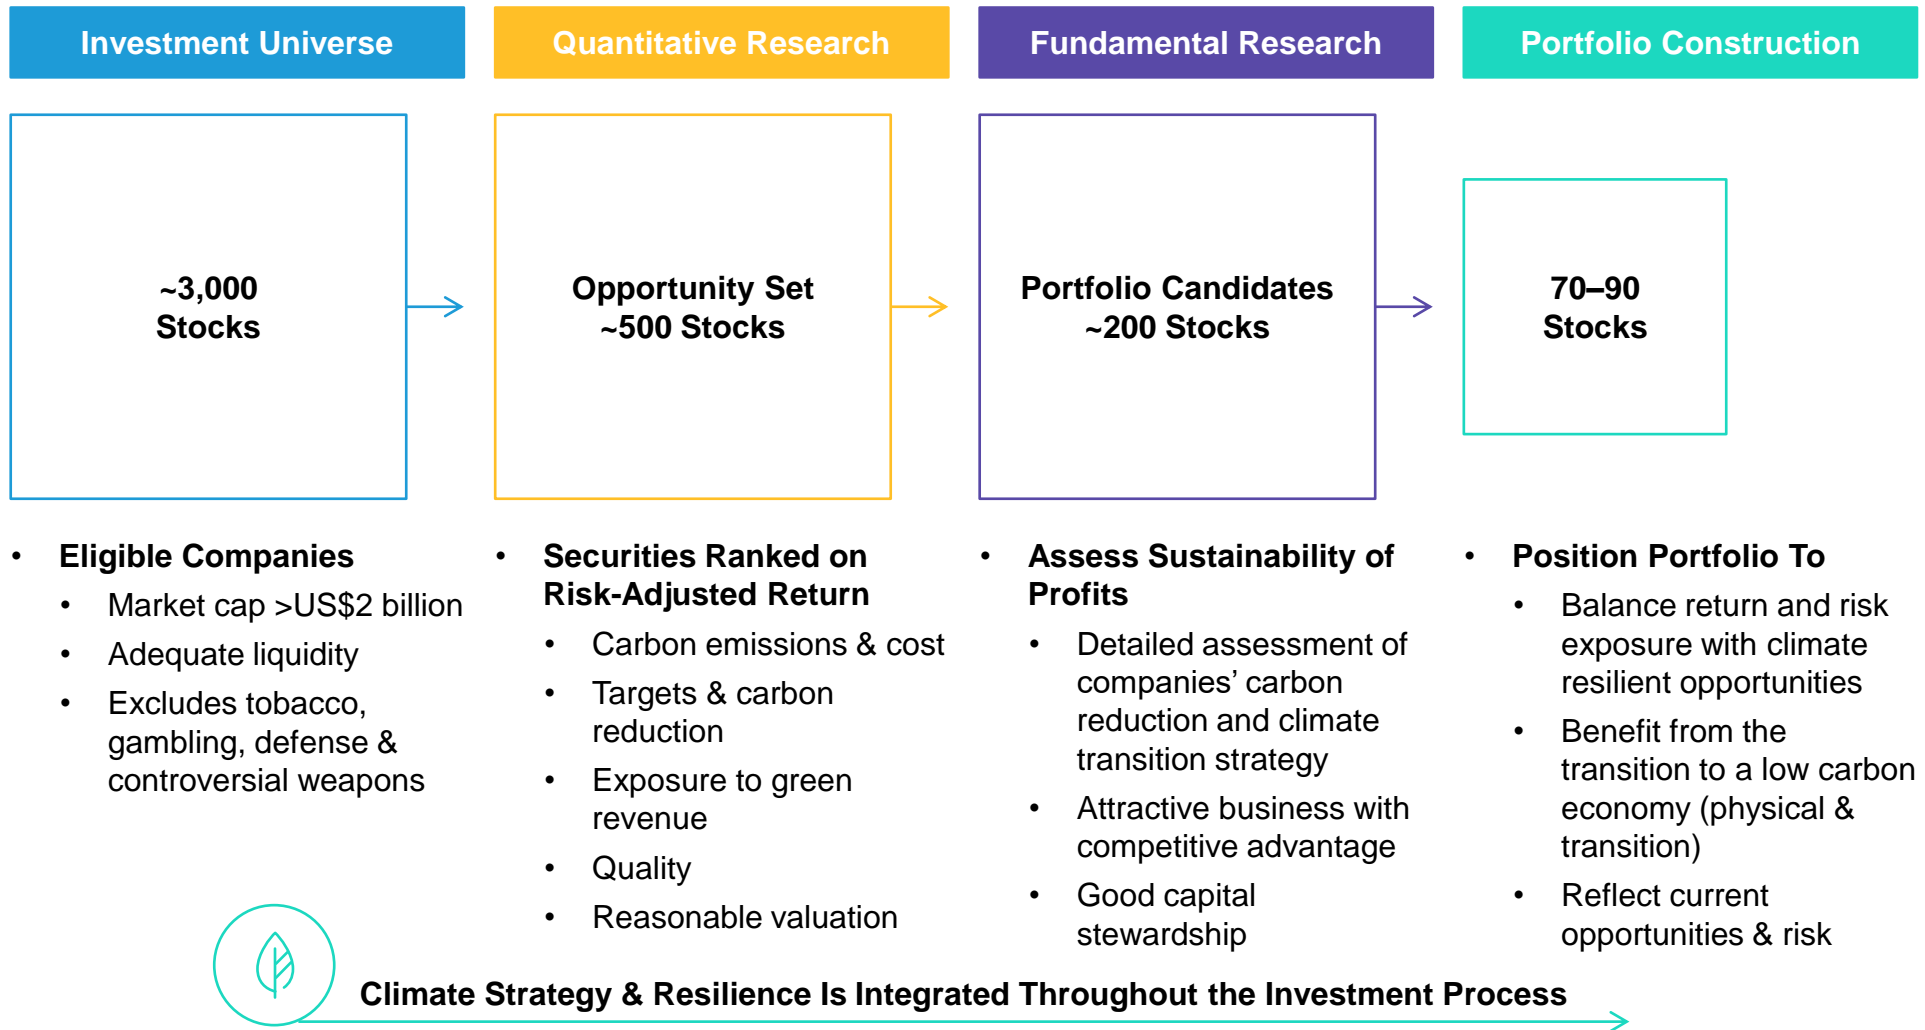 Investment Universe
Quantitative Research
Fundamental Research
Portfolio Construction
~3,000
Stocks
Opportunity Set
~500 Stocks
Portfolio Candidates
~200 Stocks
70–90
Stocks
• Eligible Companies
• Market cap >US$2 billion
• Adequate liquidity
• Excludes tobacco,
gambling, defense &
controversial weapons
• Securities Ranked on
Risk-Adjusted Return
• Carbon emissions & cost
• Targets & carbon
reduction
• Exposure to green
revenue
• Quality
• Reasonable valuation
• Assess Sustainability of
Profits
• Detailed assessment of
companies’ carbon
reduction and climate
transition strategy
• Attractive business with
competitive advantage
• Good capital
stewardship
• Position Portfolio To
• Balance return and risk
exposure with climate
resilient opportunities
• Benefit from the
transition to a low carbon
economy (physical &
transition)
• Reflect current
opportunities & risk
Climate Strategy & Resilience Is Integrated Throughout the Investment Process